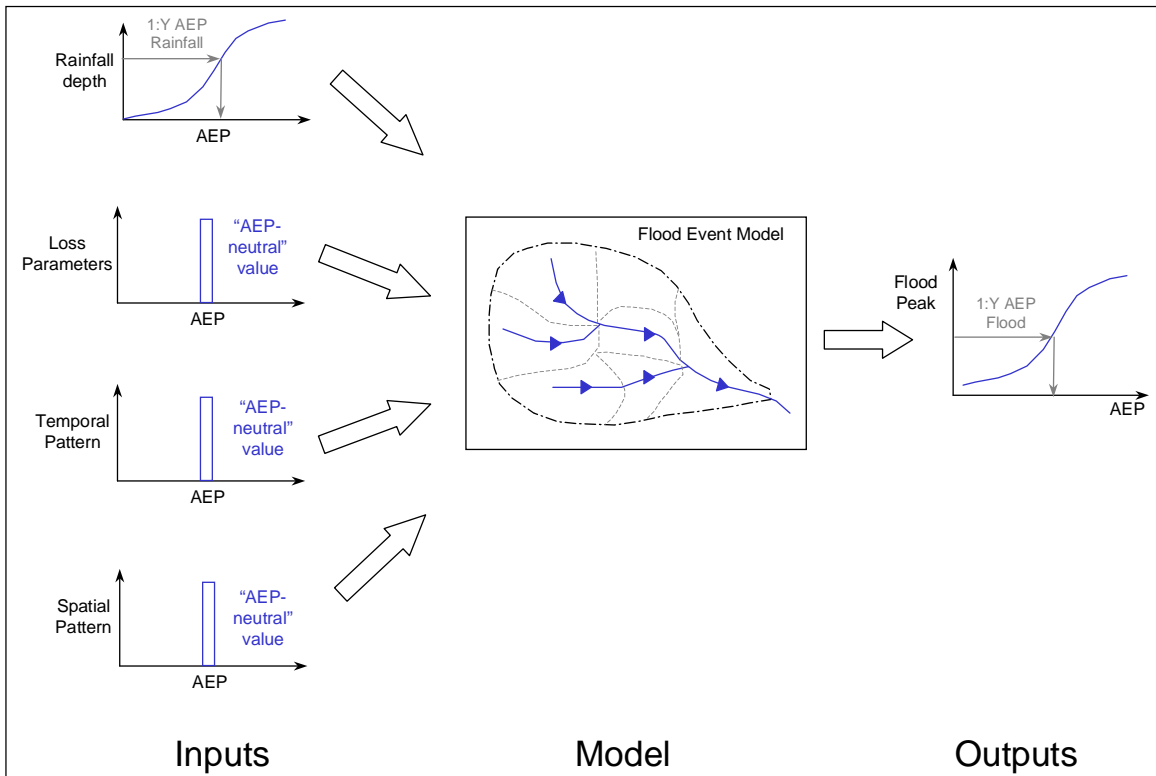 1:Y AEP
Rainfall
Rainfall
depth
AEP
Loss
Parameters
“AEP-
neutral”
value
AEP
Temporal
Pattern
“AEP-
neutral”
value
AEP
Spatial
Pattern
“AEP-
neutral”
value
AEP
Flood Event Model
Flood
Peak
1:Y AEP
Flood
AEP
Inputs
Model
Outputs